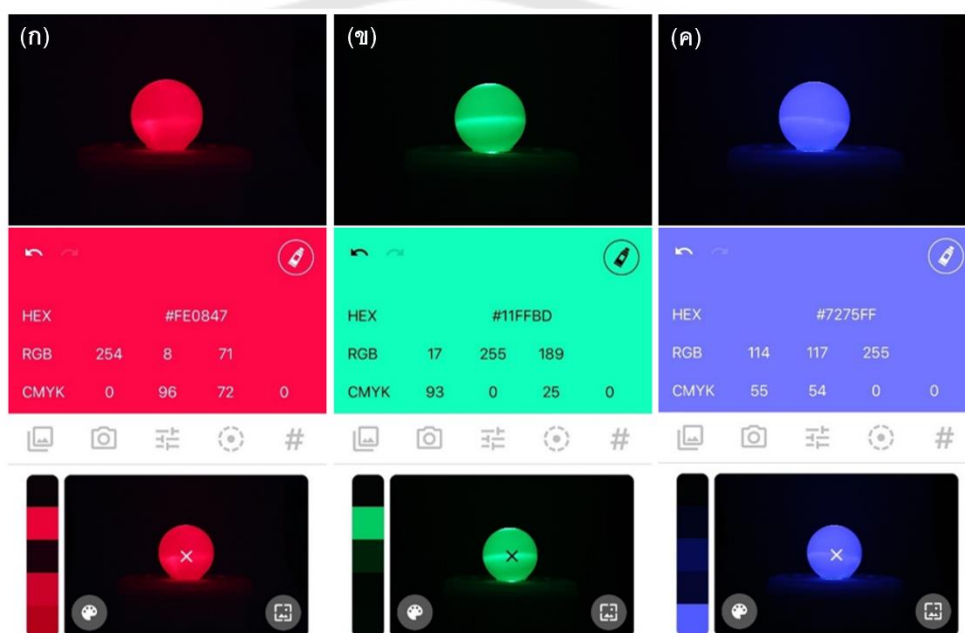 (ก)
(ข)
(ค)
HEX #FE0847
RGB 254 8 71
CMYK 0 96 72 0
#
HEX #11FFBD
RGB 17 255 189
CMYK 93 0 25 0
#
HEX #7275FF
RGB 114 117 255
CMYK 55 54 0 0
#